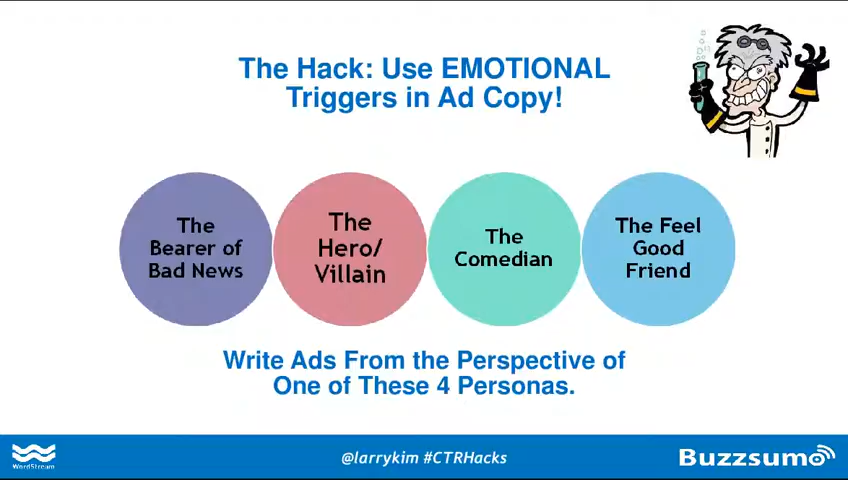 The Hack: Use EMOTIONAL
Triggers in Ad Copy!
The
Bearer of
Bad News
The
Hero/
Villain
The
Comedian
The Feel
Good
Friend
Write Ads From the Perspective of
One of These 4 Personas.
WordStream
@larrykim #CTRHacks
Buzzsumo